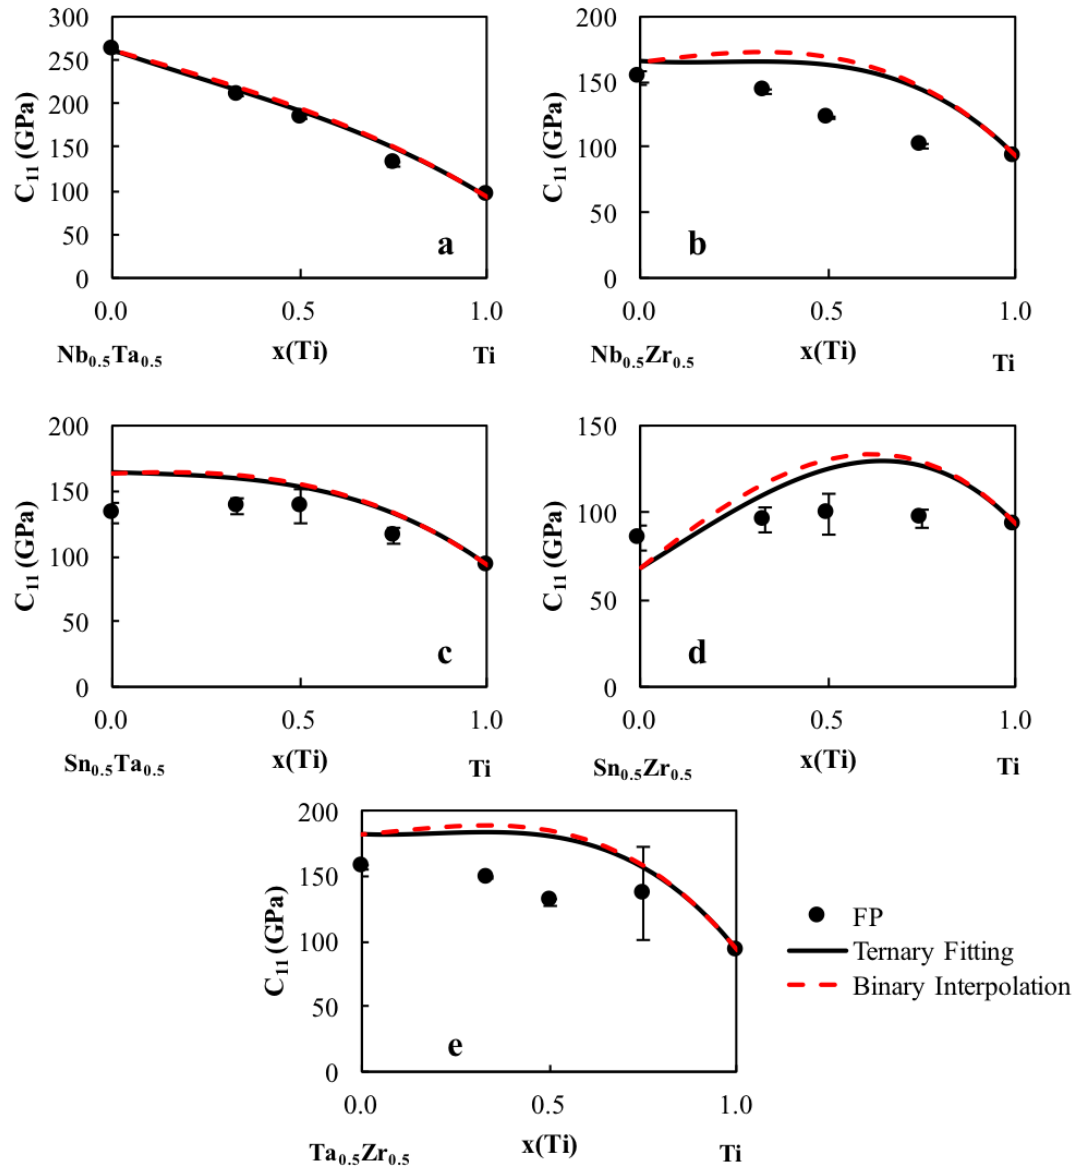 300
250
200
150
100
50
0
C₁₁ (GPa)
a
0.0 0.5 1.0
Nb₀.₅Ta₀.₅ x(Ti) Ti
200
150
100
50
0
C₁₁ (GPa)
b
0.0 0.5 1.0
Nb₀.₅Zr₀.₅ x(Ti) Ti
200
150
100
50
0
C₁₁ (GPa)
c
0.0 0.5 1.0
Sn₀.₅Ta₀.₅ x(Ti) Ti
150
100
50
0
C₁₁ (GPa)
d
0.0 0.5 1.0
Sn₀.₅Zr₀.₅ x(Ti) Ti
200
150
100
50
0
C₁₁ (GPa)
e
0.0 0.5 1.0
Ta₀.₅Zr₀.₅ x(Ti) Ti
FP
Ternary Fitting
Binary Interpolation